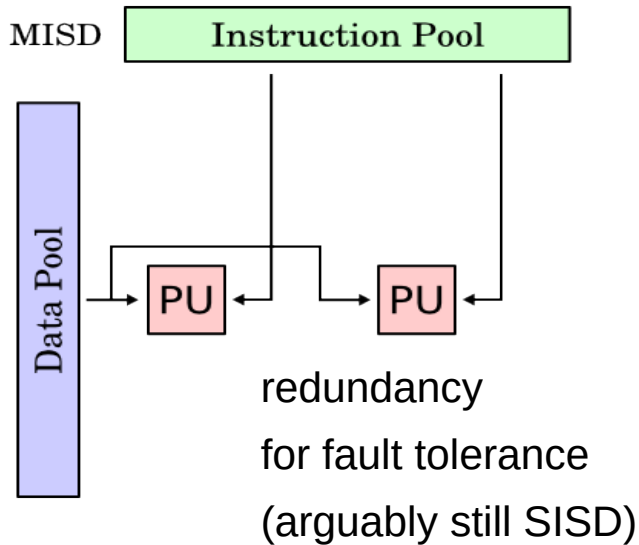 MISD
Instruction Pool
Data Pool
PU
PU
redundancy
for fault tolerance
(arguably still SISD)